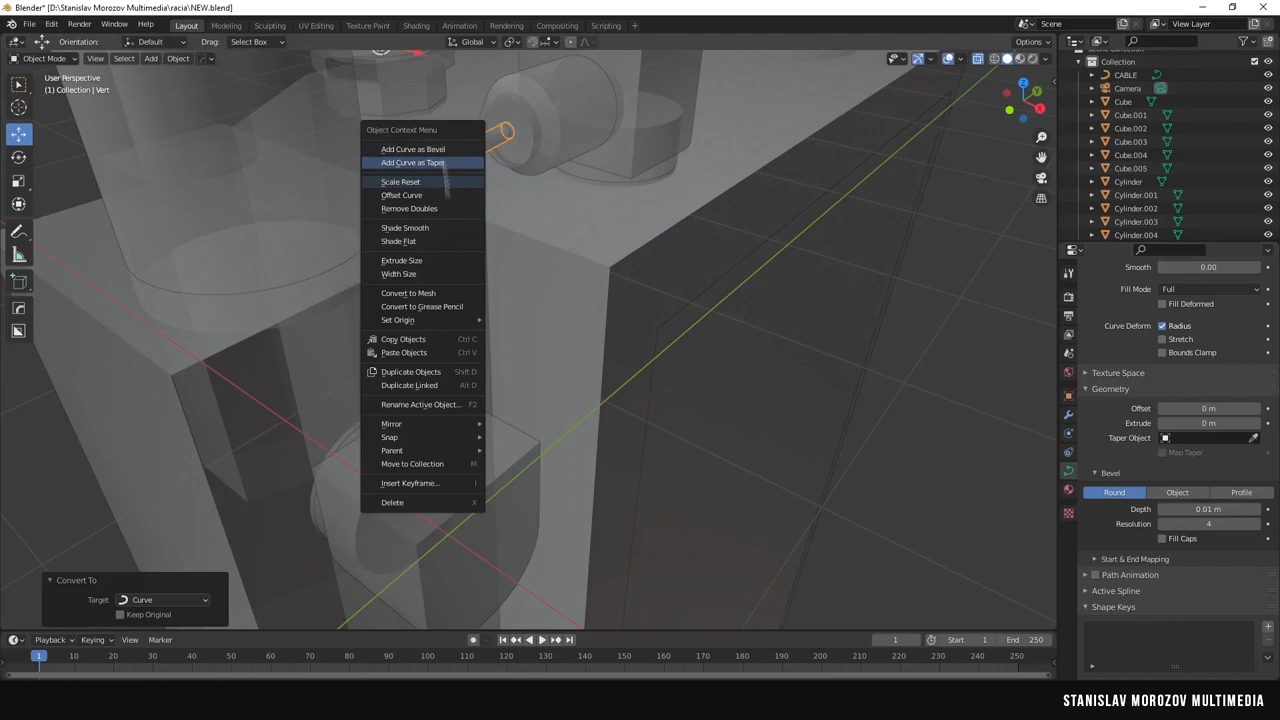 Blender* [D:\Stanislav Morozov Multimedia\racia\NEW.blend]
File Edit Render Window Help Layout Modeling Sculpting UV Editing Texture Paint Shading Animation Rendering Compositing Scripting + Scene View Layer
Orientation: Default Drag: Select Box Global Options
Object Mode View Select Add Object
User Perspective
(1) Collection | Vert
Z
Y
X
Object Context Menu
Add Curve as Bevel
Add Curve as Taper
Scale Reset
Offset Curve
Remove Doubles
Shade Smooth
Shade Flat
Extrude Size
Width Size
Convert to Mesh
Convert to Grease Pencil
Set Origin
Copy Objects Ctrl C
Paste Objects Ctrl V
Duplicate Objects Shift D
Duplicate Linked Alt D
Rename Active Object... F2
Mirror
Snap
Parent
Move to Collection M
Insert Keyframe... I
Delete X
Convert To
Target Curve
Keep Original
Collection
CABLE
Camera
Cube
Cube.001
Cube.002
Cube.003
Cube.004
Cube.005
Cylinder
Cylinder.001
Cylinder.002
Cylinder.003
Cylinder.004
Smooth 0.00
Fill Mode Full
Fill Deformed
Curve Deform Radius
Stretch
Bounds Clamp
Texture Space
Geometry
Offset 0 m
Extrude 0 m
Taper Object
Map Taper
Bevel
Round Object Profile
Depth 0.01 m
Resolution 4
Fill Caps
Start & End Mapping
Path Animation
Active Spline
Shape Keys
Playback Keying View Marker 1 Start 1 End 250
1 10 20 30 40 50 60 70 80 90 100 110 120 130 140 150 160 170 180 190 200 210 220 230 240 250
STANISLAV MOROZOV MULTIMEDIA